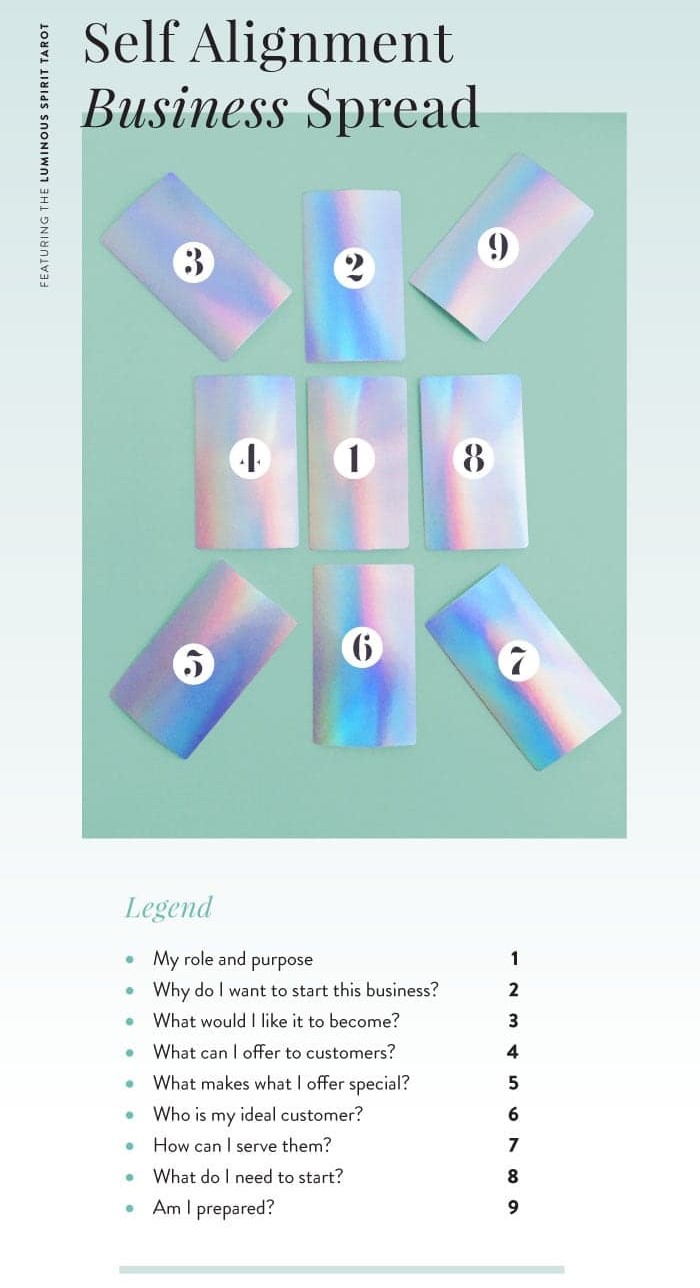 Self Alignment
Business Spread
FEATURING THE LUMINOUS SPIRIT TAROT
3
2
9
4
1
8
5
6
7
Legend
• My role and purpose 1
• Why do I want to start this business? 2
• What would I like it to become? 3
• What can I offer to customers? 4
• What makes what I offer special? 5
• Who is my ideal customer? 6
• How can I serve them? 7
• What do I need to start? 8
• Am I prepared? 9